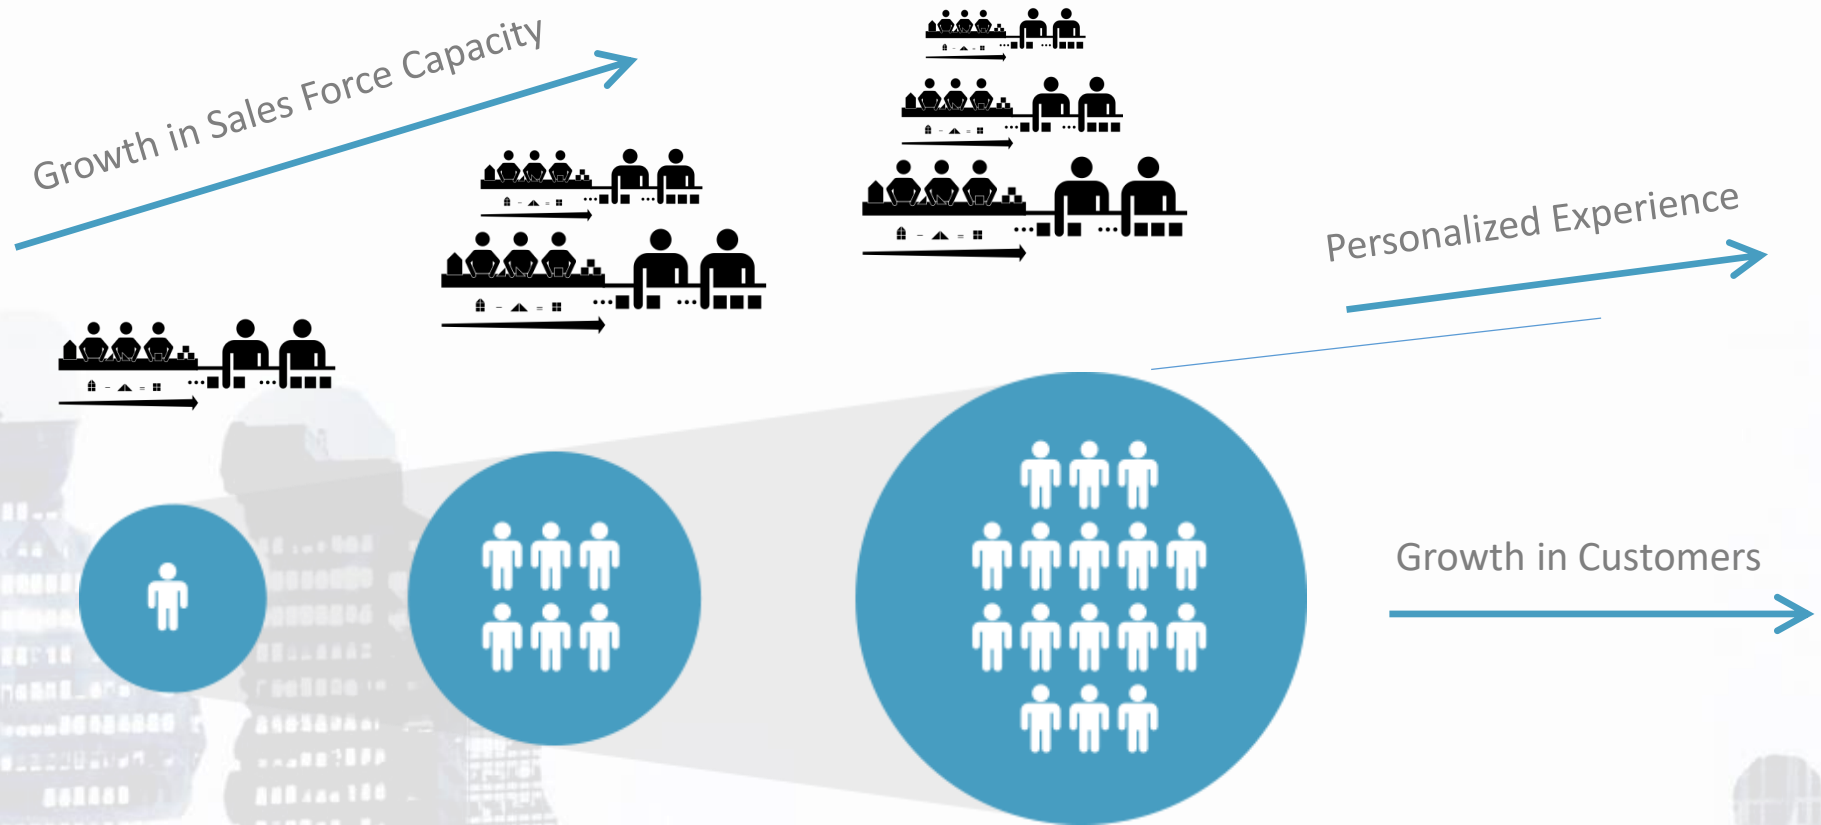 Growth in Sales Force Capacity
Personalized Experience
Growth in Customers